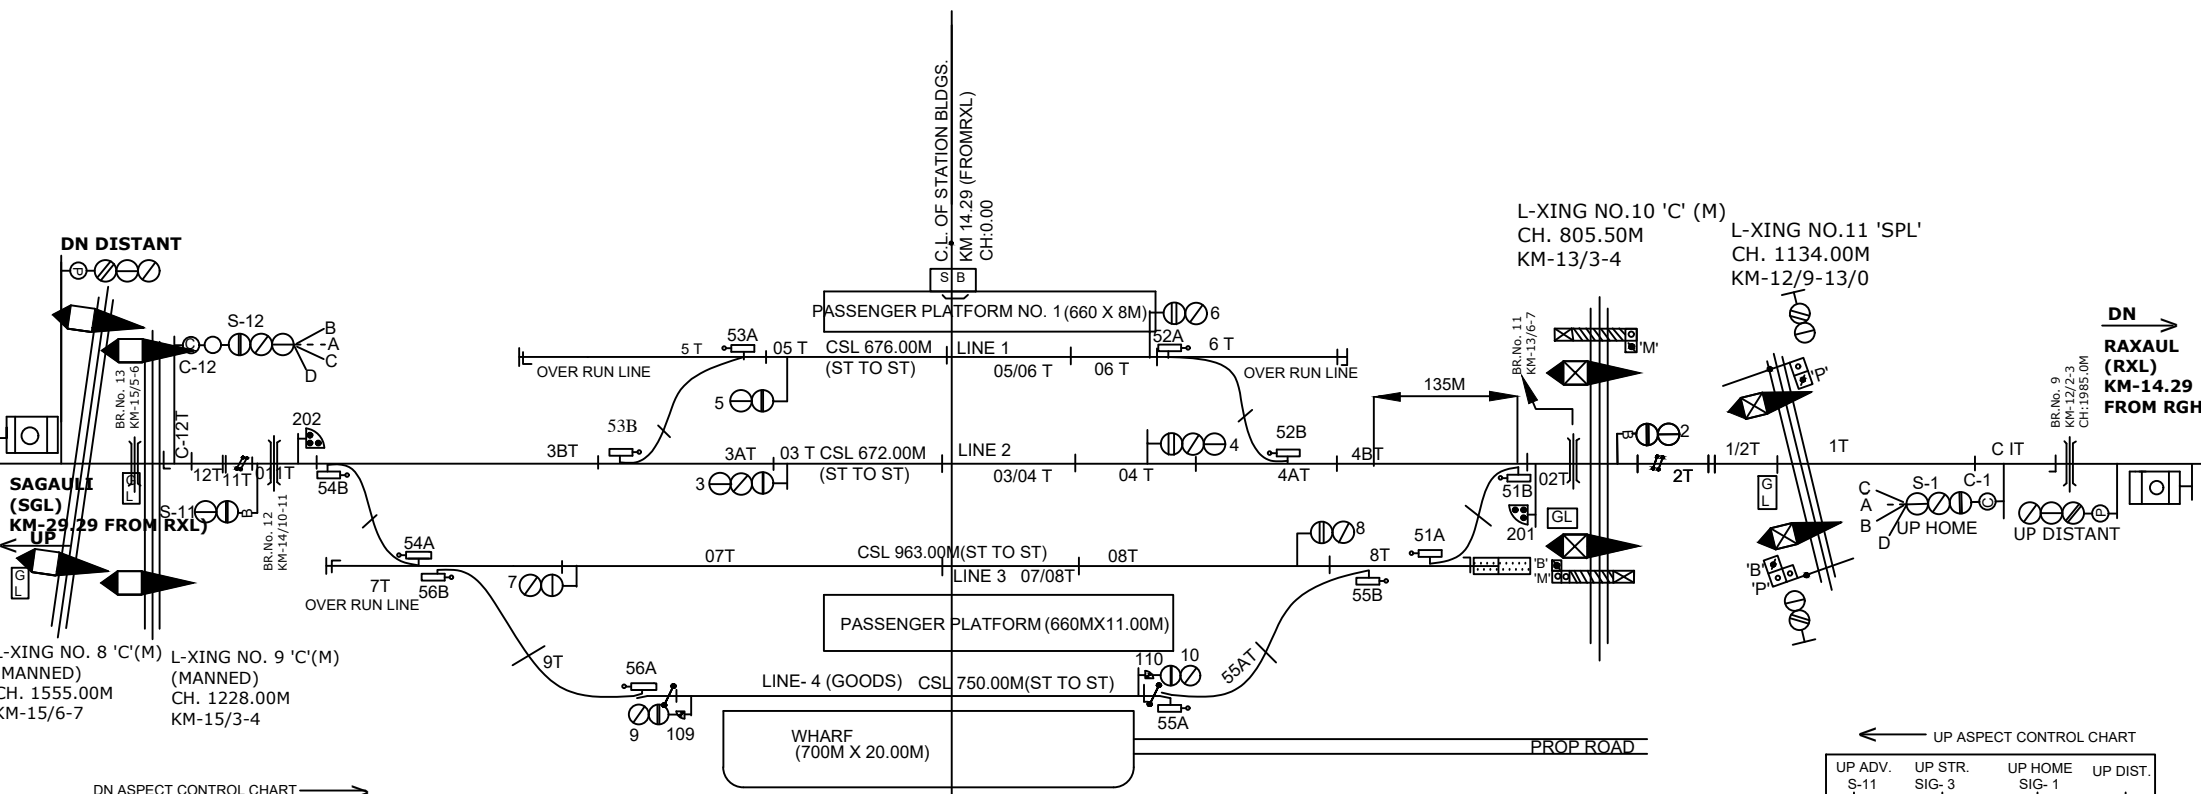 C.L. OF STATION BLDGS.
KM 14.29 (FROMRXL)
CH:0.00
S B
PASSENGER PLATFORM NO. 1 (660 X 8M)
6
L-XING NO.10 'C' (M)
CH. 805.50M
KM-13/3-4
L-XING NO.11 'SPL'
CH. 1134.00M
KM-12/9-13/0
DN DISTANT
P
S-12
C
C-12
B
A
C
D
53A
5 T
05 T
CSL 676.00M
(ST TO ST)
LINE 1
05/06 T
06 T
52A
6 T
OVER RUN LINE
OVER RUN LINE
5
BR.No. 11
KM-13/6-7
'M'
'P'
DN
RAXAUL
(RXL)
KM-14.29
FROM RGH
BR.No. 9
KM-12/2-3
CH:1985.0M
BR.No. 13
KM-15/5-6
C-12T
202
53B
135M
3BT
3AT
03 T
CSL 672.00M
(ST TO ST)
LINE 2
03/04 T
04 T
4
52B
4AT
4BT
B
2
1/2T
1T
C IT
12T
11T
011T
54B
3
51B
02T
2T
G
L
G
L
SAGAULI
(SGL)
KM-29.29 FROM RXL)
UP
S-11
B
BR.No. 12
KM-14/10-11
201
GL
C
A
B
D
S-1
C-1
C
UP HOME
P
UP DISTANT
G
L
54A
7T
OVER RUN LINE
56B
7
07T
CSL 963.00M(ST TO ST)
LINE 3
07/08T
08T
8
8T
51A
55B
'B'
'M'
'B'
'P'
PASSENGER PLATFORM (660MX11.00M)
L-XING NO. 8 'C'(M)
(MANNED)
CH. 1555.00M
KM-15/6-7
L-XING NO. 9 'C'(M)
(MANNED)
CH. 1228.00M
KM-15/3-4
9T
56A
9
109
LINE- 4 (GOODS)
CSL 750.00M(ST TO ST)
110
10
55A
55AT
WHARF
(700M X 20.00M)
PROP ROAD
DN ASPECT CONTROL CHART
UP ASPECT CONTROL CHART
UP ADV.
S-11
UP STR.
SIG- 3
UP HOME
SIG- 1
UP DIST.